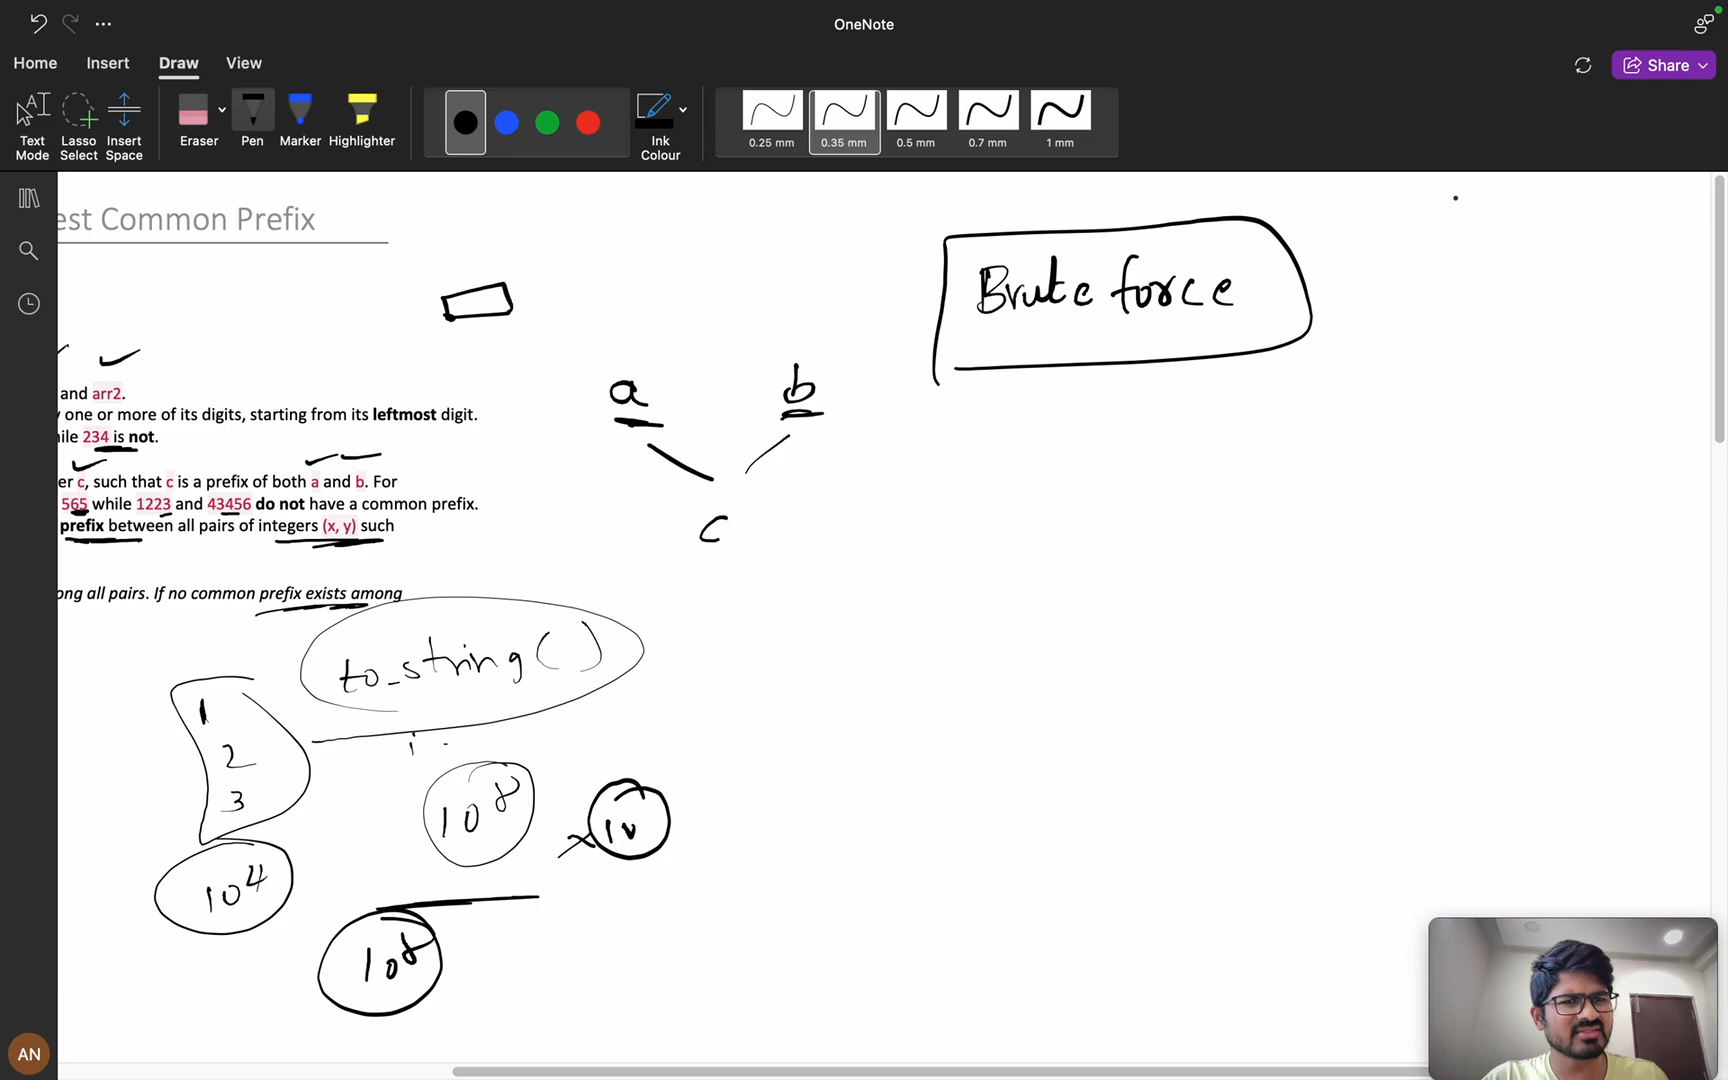 OneNote
Home Insert Draw View
Share
Text Mode
Lasso Select
Insert Space
Eraser
Pen
Marker
Highlighter
Ink Colour
0.25 mm
0.35 mm
0.5 mm
0.7 mm
1 mm
est Common Prefix
Brute force
and arr2.
y one or more of its digits, starting from its leftmost digit.
hile 234 is not.
er c, such that c is a prefix of both a and b. For
565 while 1223 and 43456 do not have a common prefix.
prefix between all pairs of integers (x, y) such
ong all pairs. If no common prefix exists among
a b
c
to_string()
1
2
3
10^4
10^8
10
10^8
AN